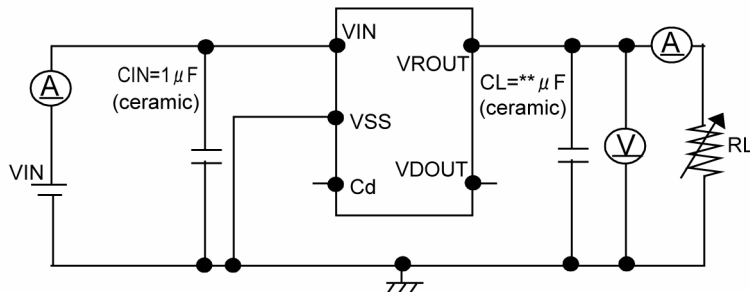 VIN
VROUT
CIN=1μF
(ceramic)
CL=**μF
(ceramic)
A
A
VSS
V
RL
VIN
VDOUT
Cd